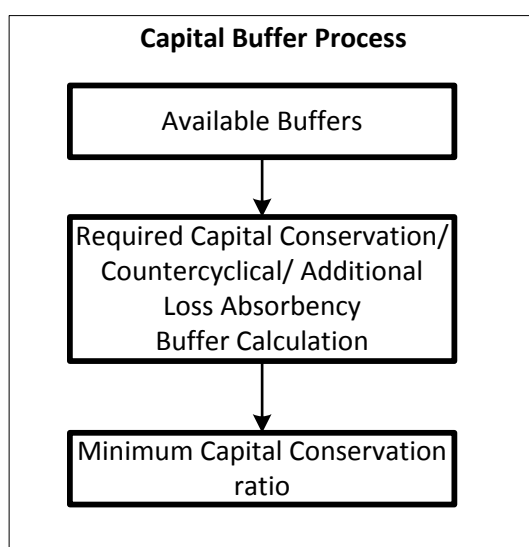 Capital Buffer Process
Available Buffers
Required Capital Conservation/
Countercyclical/ Additional
Loss Absorbency
Buffer Calculation
Minimum Capital Conservation
ratio